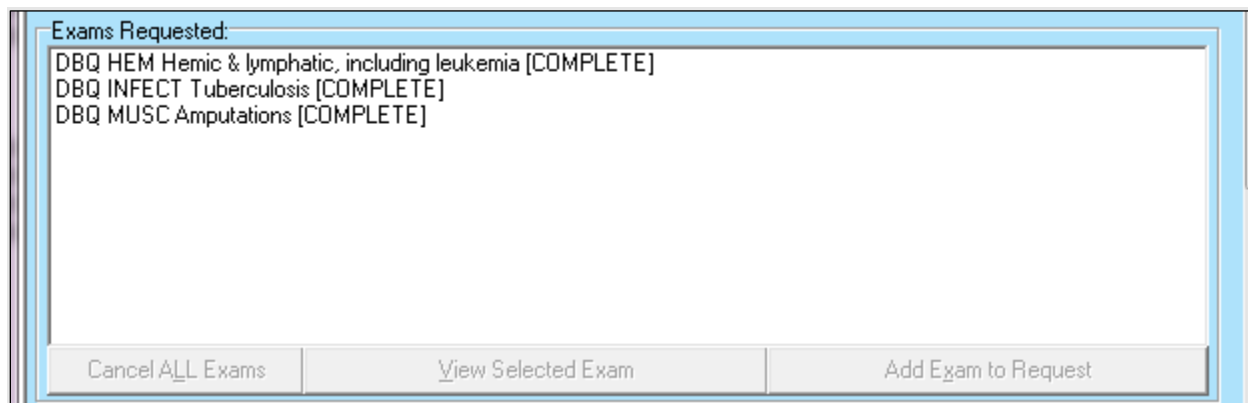 Exams Requested:
DBQ HEM Hemic & lymphatic, including leukemia [COMPLETE]
DBQ INFECT Tuberculosis [COMPLETE]
DBQ MUSC Amputations [COMPLETE]
Cancel ALL Exams View Selected Exam Add Exam to Request